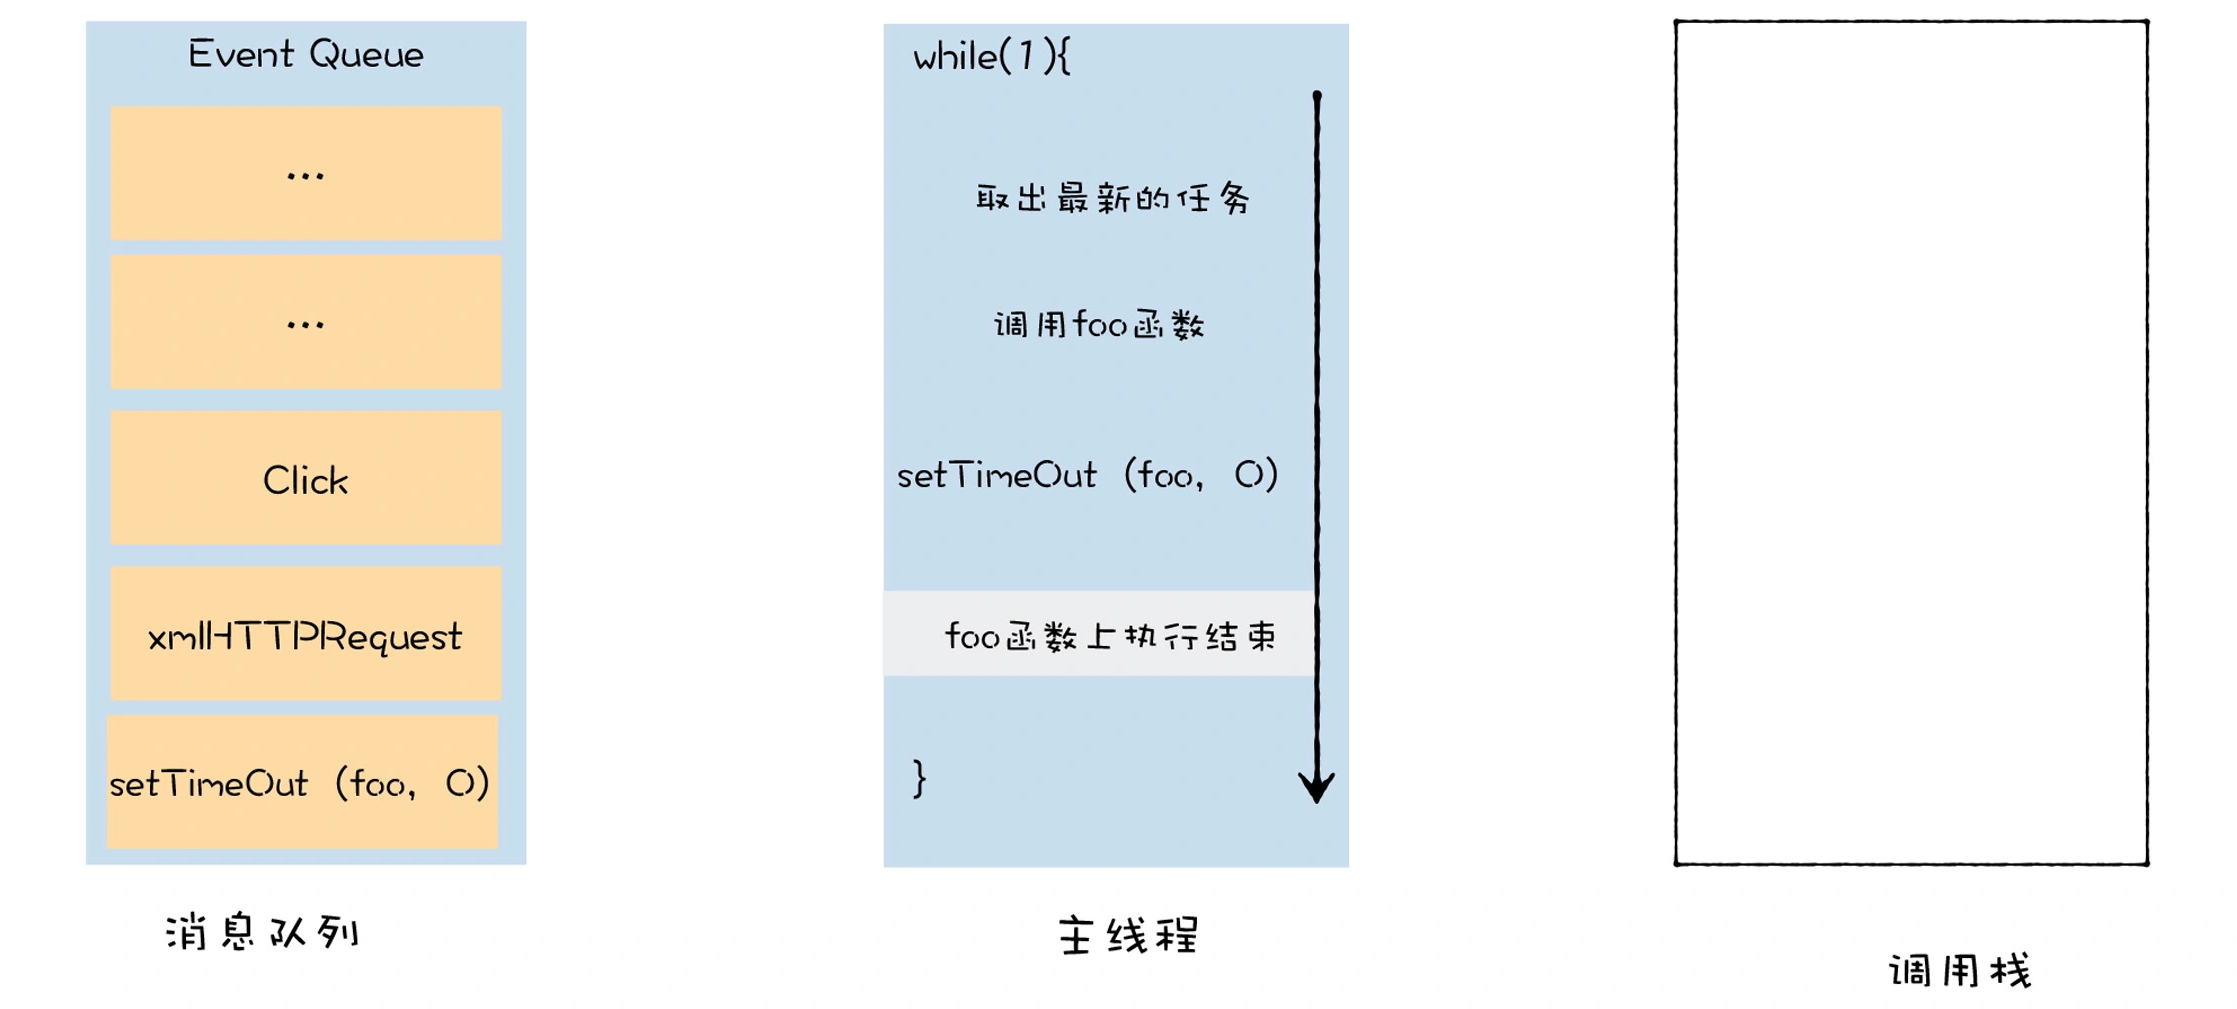 Event Queue
...
...
Click
xmlHTTPRequest
setTimeOut (foo, 0)
消息队列
while(1){
取出最新的任务
调用foo函数
setTimeOut (foo, 0)
foo函数上执行结束
}
主线程
调用栈